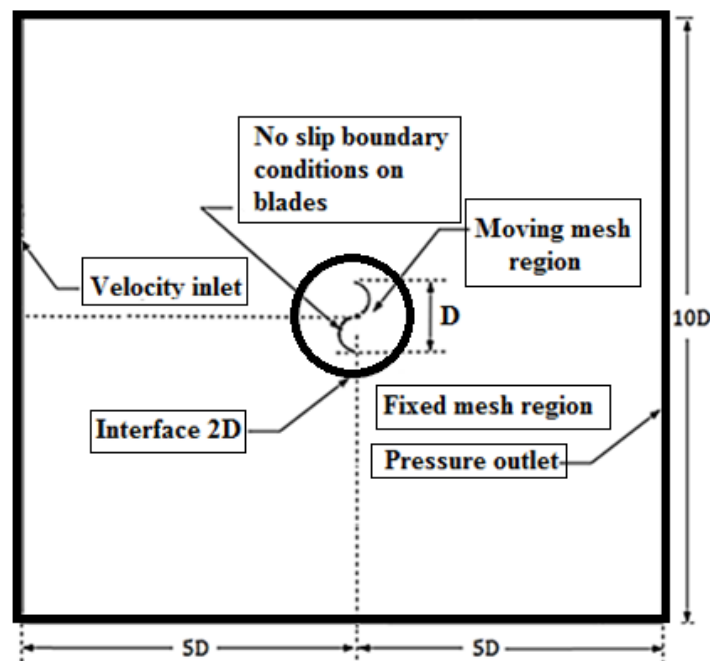 No slip boundary
conditions on
blades
Moving mesh
region
Velocity inlet
D
10D
Fixed mesh region
Interface 2D
Pressure outlet
5D
5D